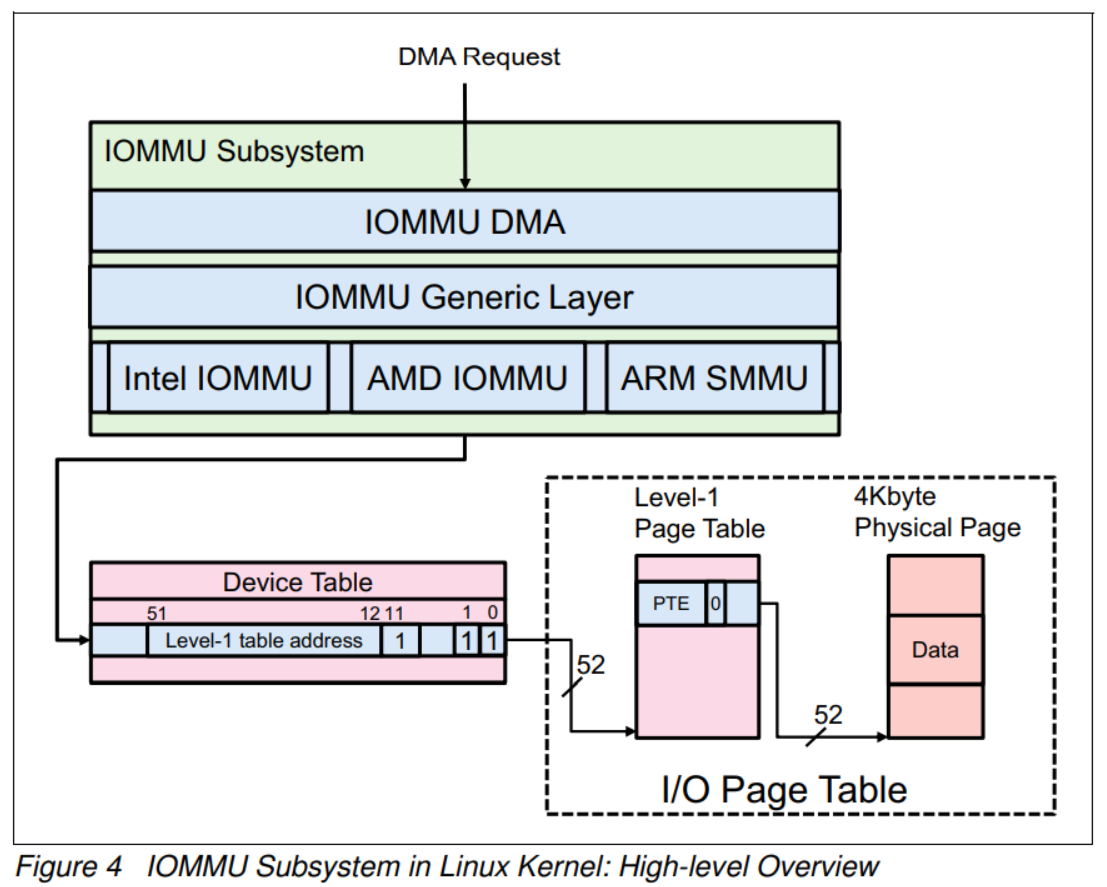 DMA Request
IOMMU Subsystem
IOMMU DMA
IOMMU Generic Layer
Intel IOMMU
AMD IOMMU
ARM SMMU
Level-1
Page Table
4Kbyte
Physical Page
Device Table
51 12 11 1 0
Level-1 table address 1 1 1
PTE 0
Data
52
52
I/O Page Table
Figure 4 IOMMU Subsystem in Linux Kernel: High-level Overview